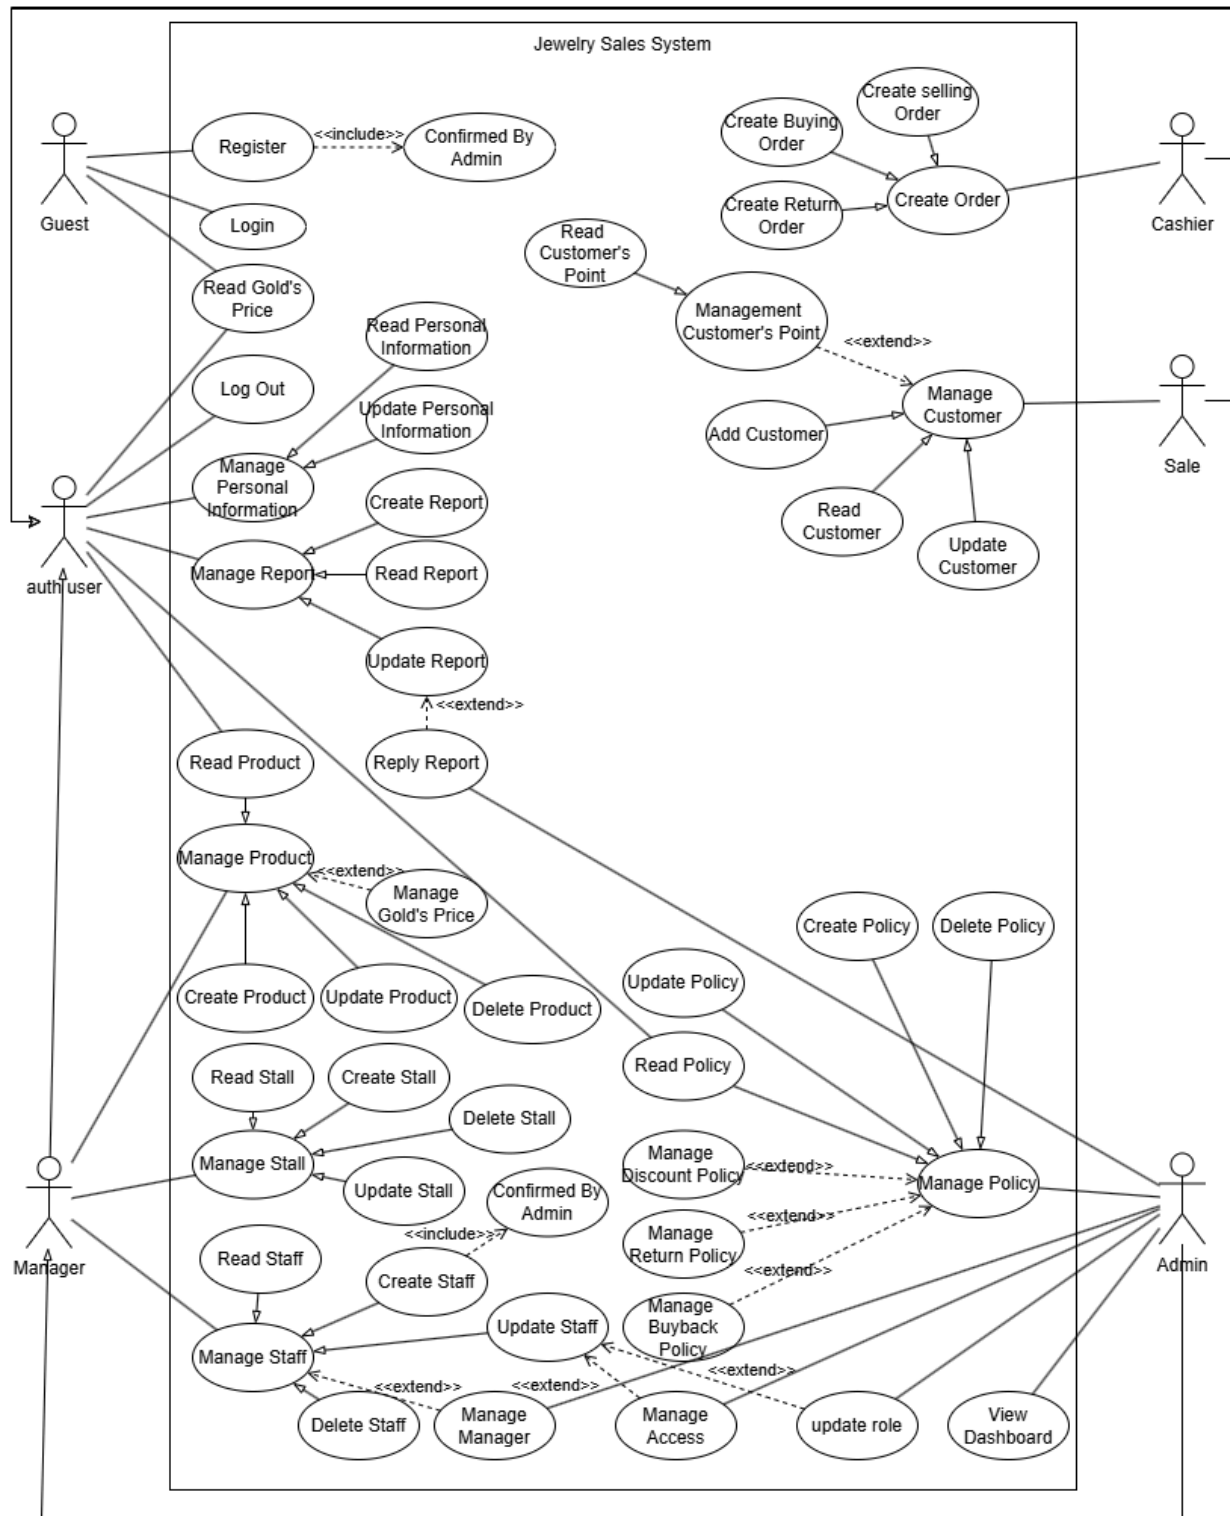 Jewelry Sales System
Guest
Register
<<include>>
Confirmed By
Admin
Login
Read Gold's
Price
Log Out
Read Personal
Information
Update Personal
Information
Manage
Personal
Information
auth user
Create Report
Manage Report
Read Report
Update Report
<<extend>>
Reply Report
Create selling
Order
Create Buying
Order
Create Return
Order
Create Order
Cashier
Read
Customer's
Point
Management
Customer's Point
<<extend>>
Manage
Customer
Add Customer
Read
Customer
Update
Customer
Sale
Read Product
Manage Product
<<extend>>
Manage
Gold's Price
Create Product
Update Product
Delete Product
Read Stall
Create Stall
Delete Stall
Manage Stall
Update Stall
Confirmed By
Admin
<<include>>
Manager
Read Staff
Create Staff
Update Staff
Manage Staff
Delete Staff
<<extend>>
Manage
Manager
<<extend>>
Manage
Access
<<extend>>
update role
View
Dashboard
Create Policy
Delete Policy
Update Policy
Read Policy
Manage
Discount Policy
<<extend>>
Manage Policy
Manage
Return Policy
<<extend>>
Manage
Buyback
Policy
<<extend>>
Admin